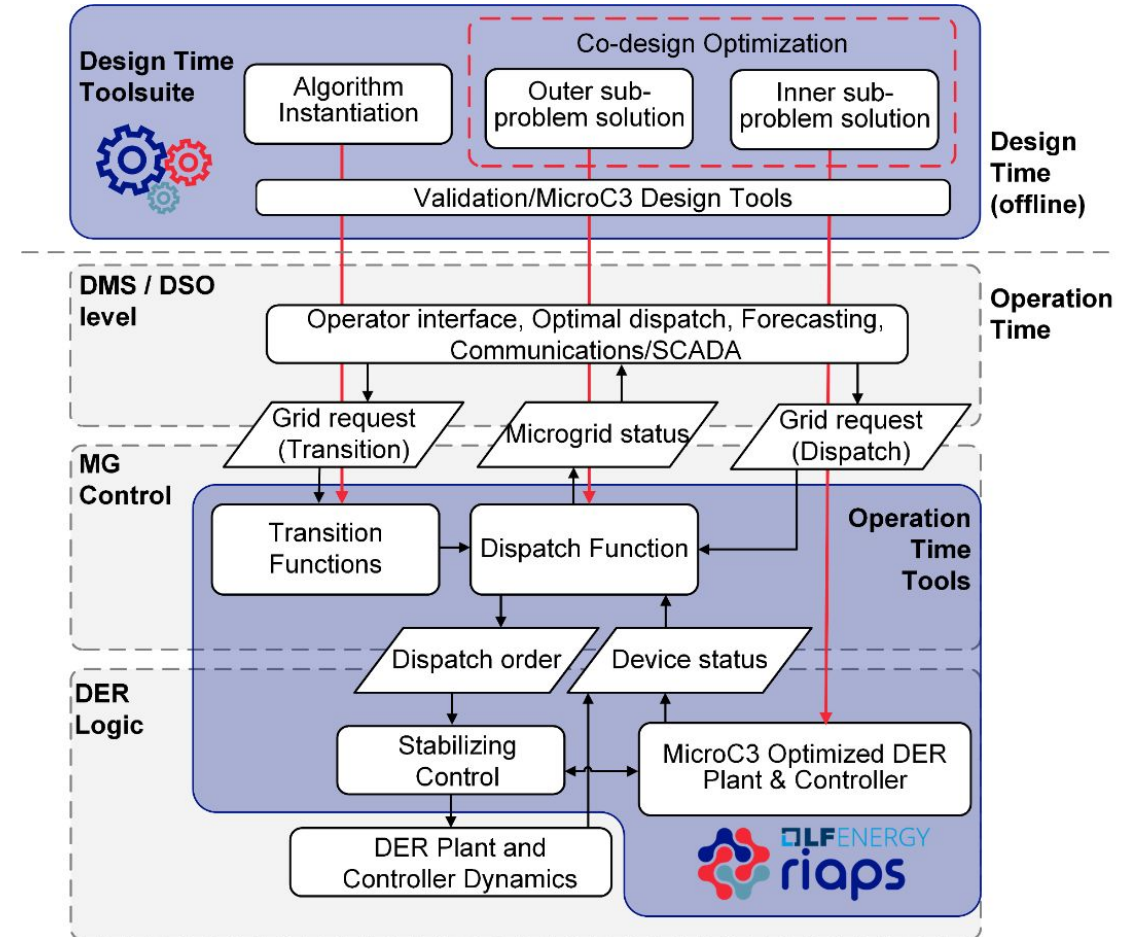 Design Time
Toolsuite
Co-design Optimization
Algorithm
Instantiation
Outer sub-
problem solution
Inner sub-
problem solution
Validation/MicroC3 Design Tools
Design
Time
(offline)
DMS / DSO
level
Operation
Time
Operator interface, Optimal dispatch, Forecasting,
Communications/SCADA
Grid request
(Transition)
Microgrid status
Grid request
(Dispatch)
MG
Control
Transition
Functions
Dispatch Function
Operation
Time
Tools
Dispatch order
Device status
DER
Logic
Stabilizing
Control
MicroC3 Optimized DER
Plant & Controller
DER Plant and
Controller Dynamics
LFENERGY
riaps